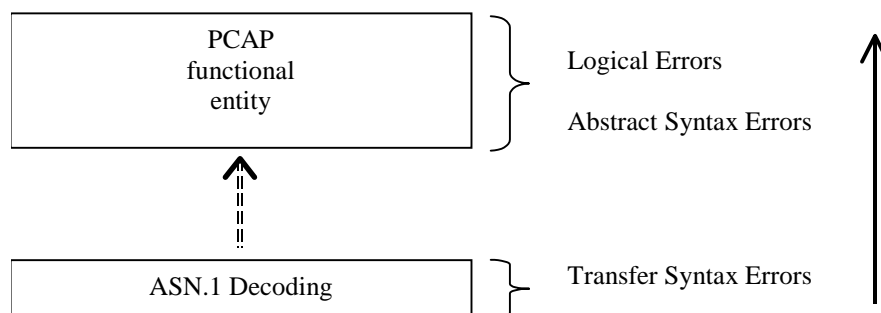 PCAP
functional
entity
Logical Errors
Abstract Syntax Errors
ASN.1 Decoding
Transfer Syntax Errors